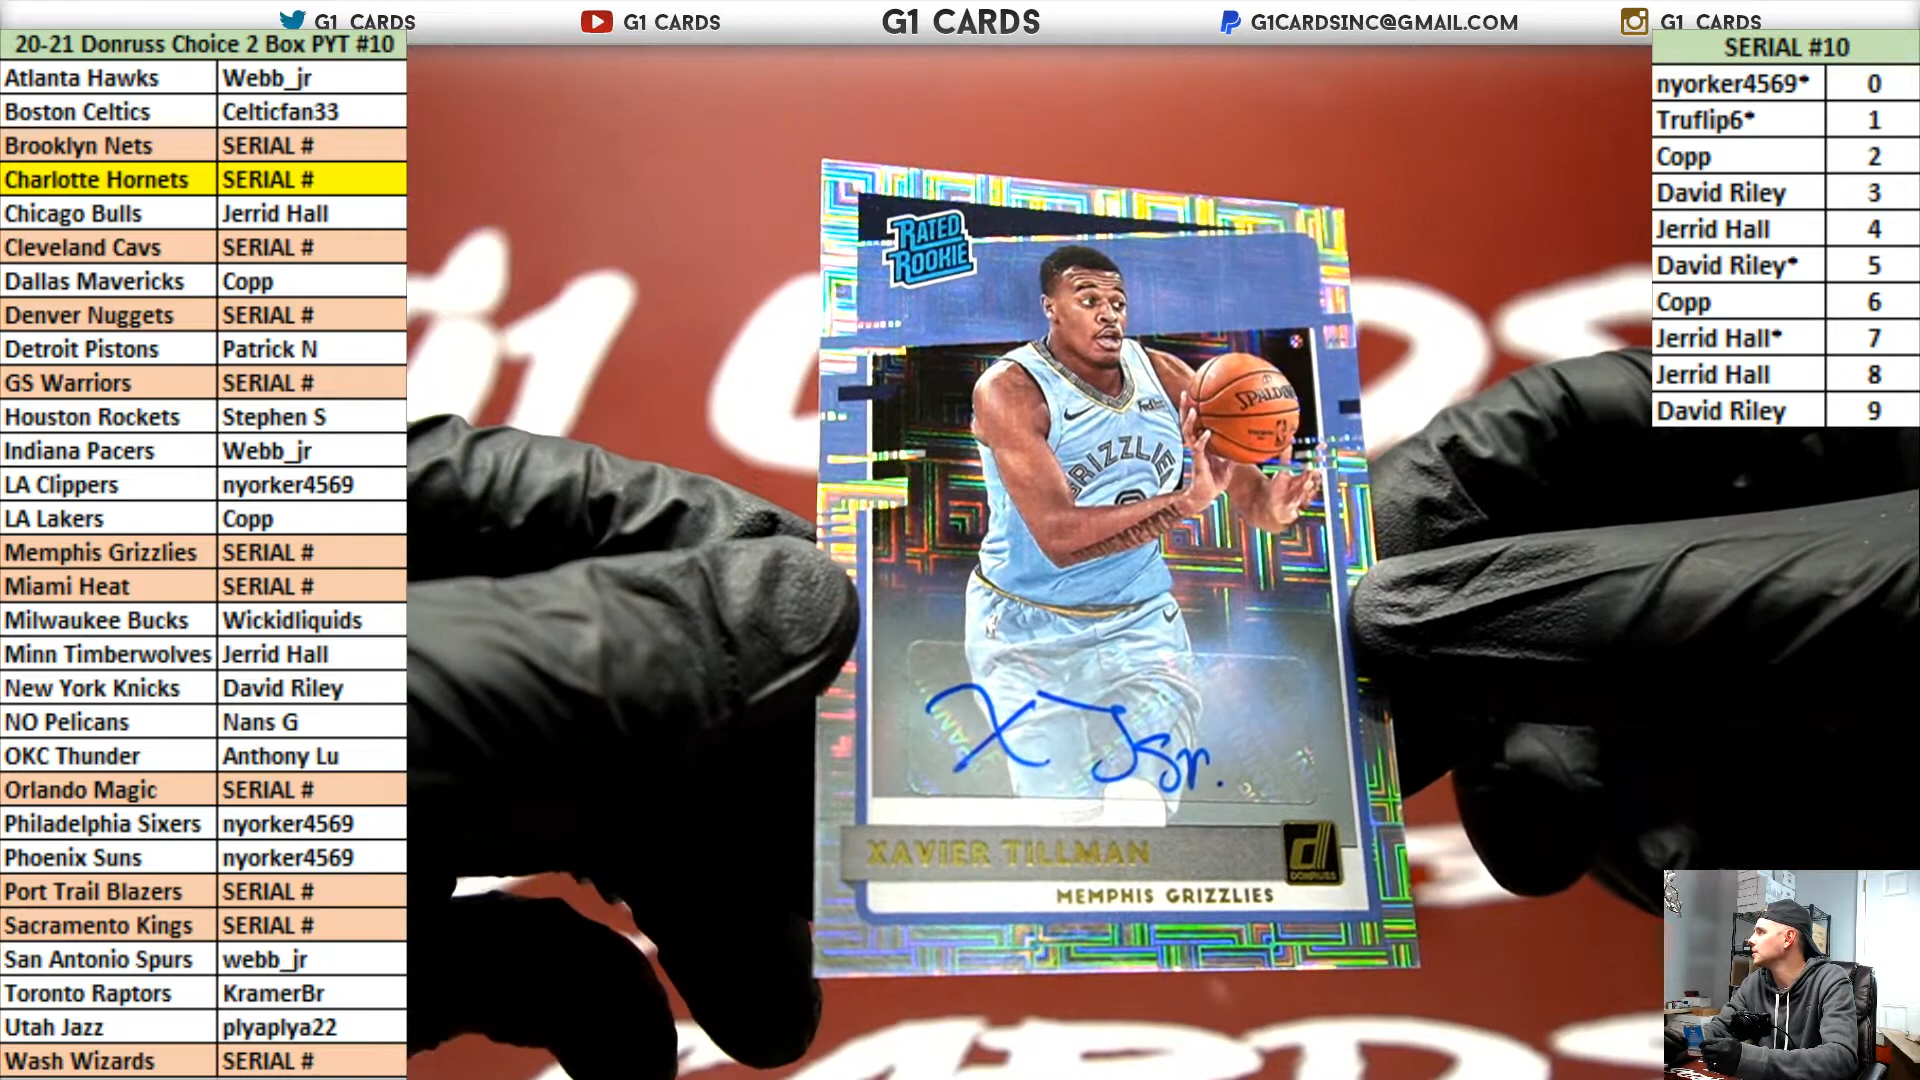 G1 CARDS
G1 CARDS
G1 CARDS
G1CARDSINC@GMAIL.COM
G1 CARDS
20-21 Donruss Choice 2 Box PYT #10
Atlanta Hawks Webb_jr
Boston Celtics Celticfan33
Brooklyn Nets SERIAL #
Charlotte Hornets SERIAL #
Chicago Bulls Jerrid Hall
Cleveland Cavs SERIAL #
Dallas Mavericks Copp
Denver Nuggets SERIAL #
Detroit Pistons Patrick N
GS Warriors SERIAL #
Houston Rockets Stephen S
Indiana Pacers Webb_jr
LA Clippers nyorker4569
LA Lakers Copp
Memphis Grizzlies SERIAL #
Miami Heat SERIAL #
Milwaukee Bucks Wickidliquids
Minn Timberwolves Jerrid Hall
New York Knicks David Riley
NO Pelicans Nans G
OKC Thunder Anthony Lu
Orlando Magic SERIAL #
Philadelphia Sixers nyorker4569
Phoenix Suns nyorker4569
Port Trail Blazers SERIAL #
Sacramento Kings SERIAL #
San Antonio Spurs webb_jr
Toronto Raptors KramerBr
Utah Jazz plyaplya22
Wash Wizards SERIAL #
RATED
ROOKIE
SPALDING
FedEx
GRIZZLIES
REDEMPTION
X T Sr.
XAVIER TILLMAN
d
DONRUSS
MEMPHIS GRIZZLIES
SERIAL #10
nyorker4569* 0
Truflip6* 1
Copp 2
David Riley 3
Jerrid Hall 4
David Riley* 5
Copp 6
Jerrid Hall* 7
Jerrid Hall 8
David Riley 9